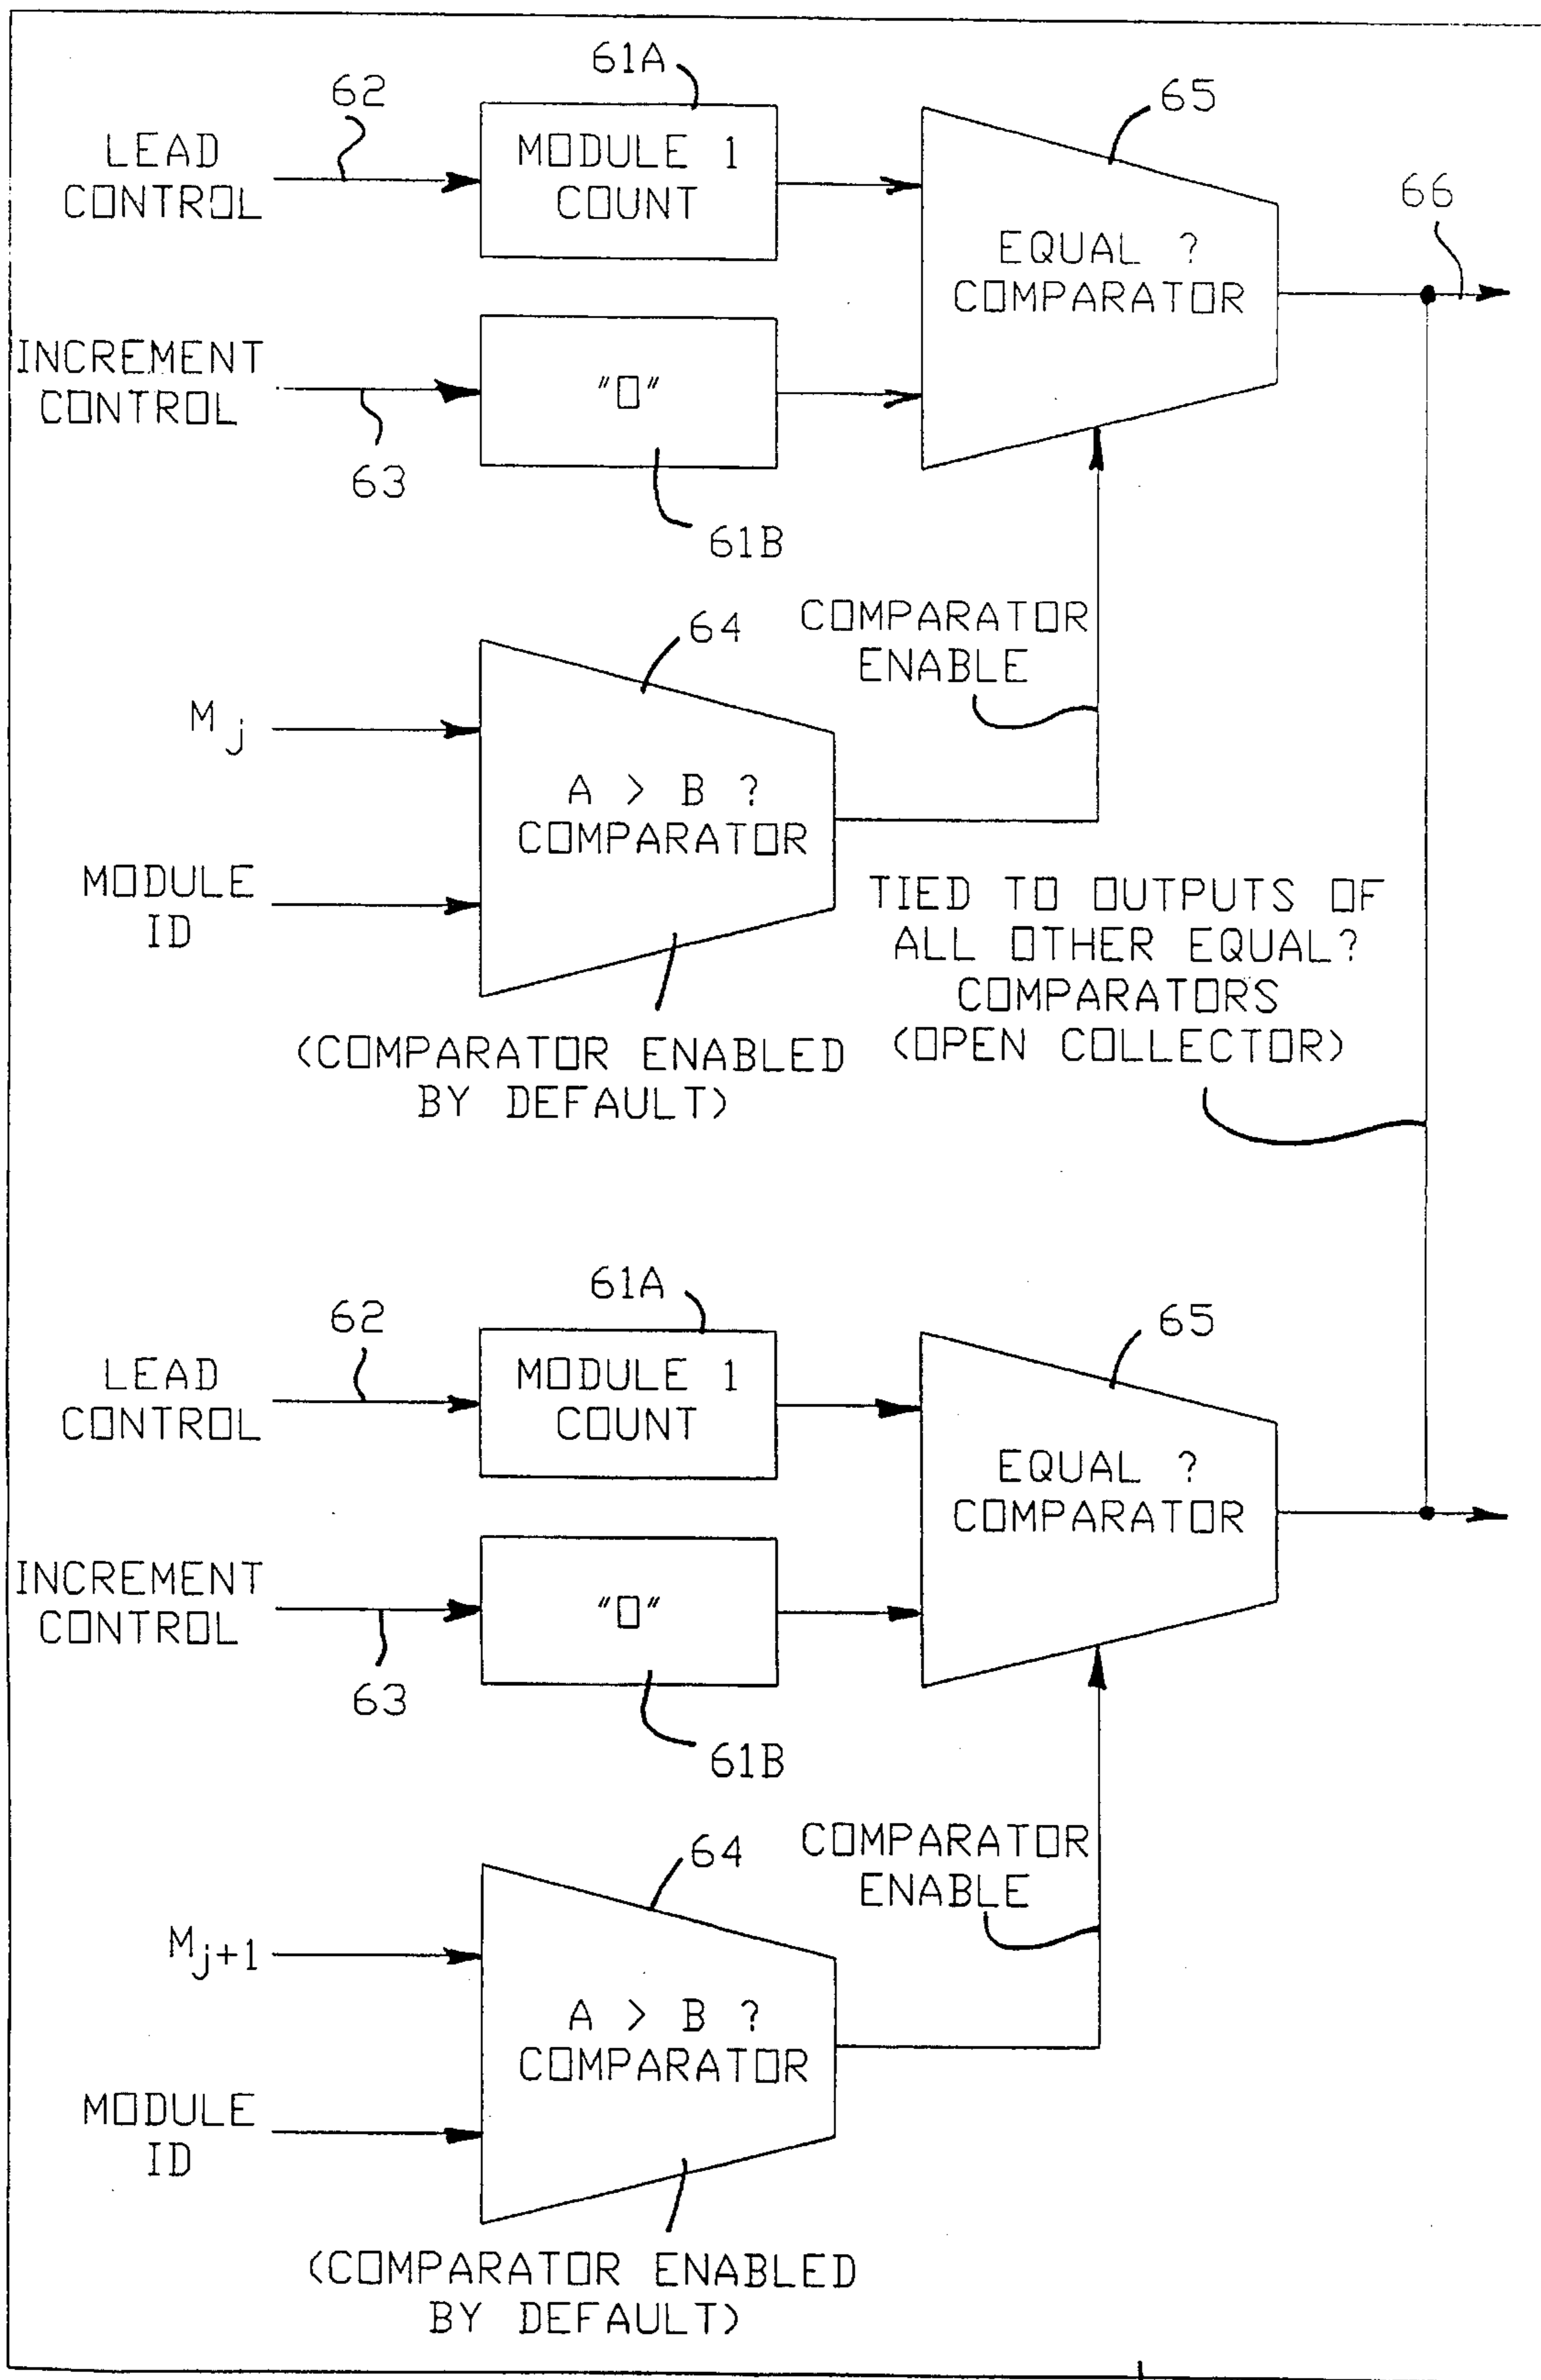 61A
62
65
LEAD
CONTROL
MODULE 1
COUNT
66
EQUAL ?
COMPARATOR
INCREMENT
CONTROL
"0"
63
61B
COMPARATOR
ENABLE
64
Mj
A > B ?
COMPARATOR
MODULE
ID
TIED TO OUTPUTS OF
ALL OTHER EQUAL?
COMPARATORS
(OPEN COLLECTOR)
(COMPARATOR ENABLED
BY DEFAULT)
61A
62
65
LEAD
CONTROL
MODULE 1
COUNT
EQUAL ?
COMPARATOR
INCREMENT
CONTROL
"0"
63
61B
COMPARATOR
ENABLE
64
Mj+1
A > B ?
COMPARATOR
MODULE
ID
(COMPARATOR ENABLED
BY DEFAULT)